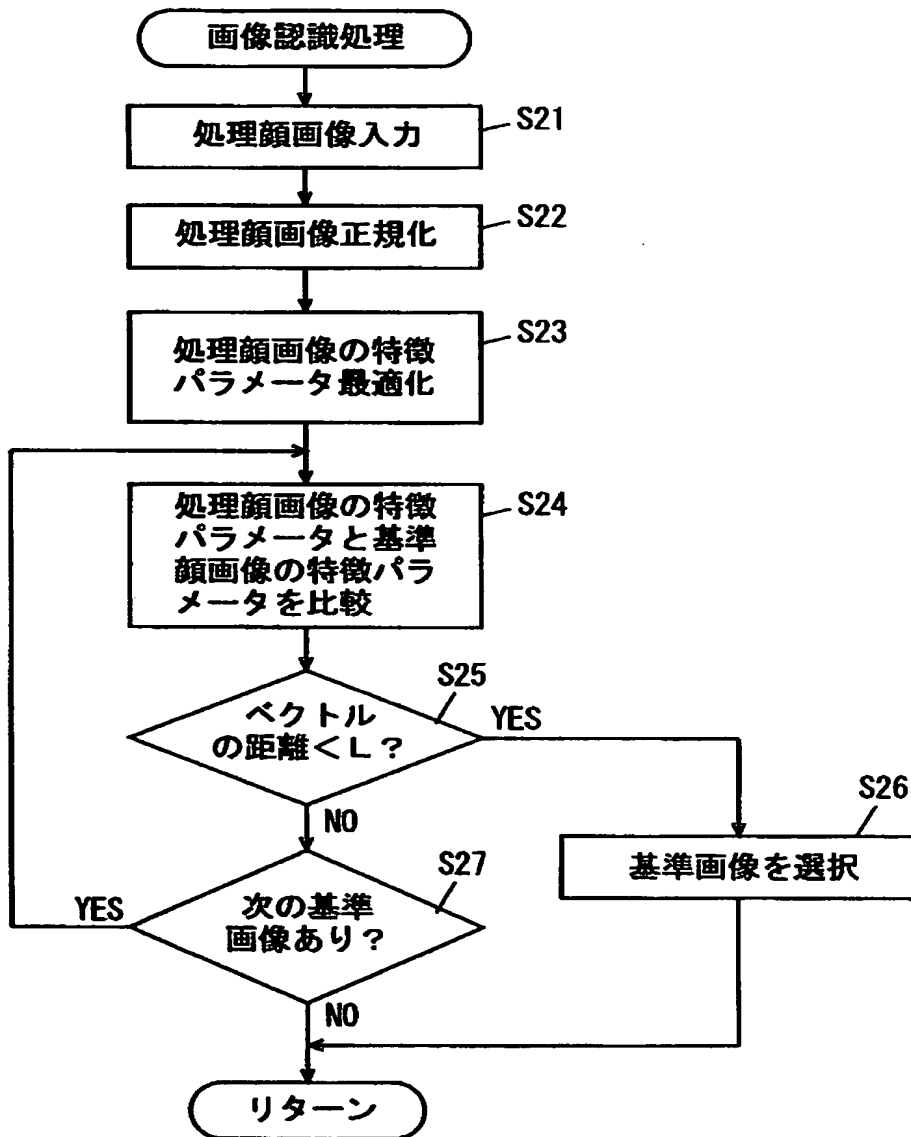 画像認識処理
S21
処理顔画像入力
S22
処理顔画像正規化
S23
処理顔画像の特徴
パラメータ最適化
S24
処理顔画像の特徴
パラメータと基準
顔画像の特徴パラ
メータを比較
S25
ベクトル
の距離<L?
YES
NO
S26
基準画像を選択
S27
次の基準
画像あり?
YES
NO
リターン